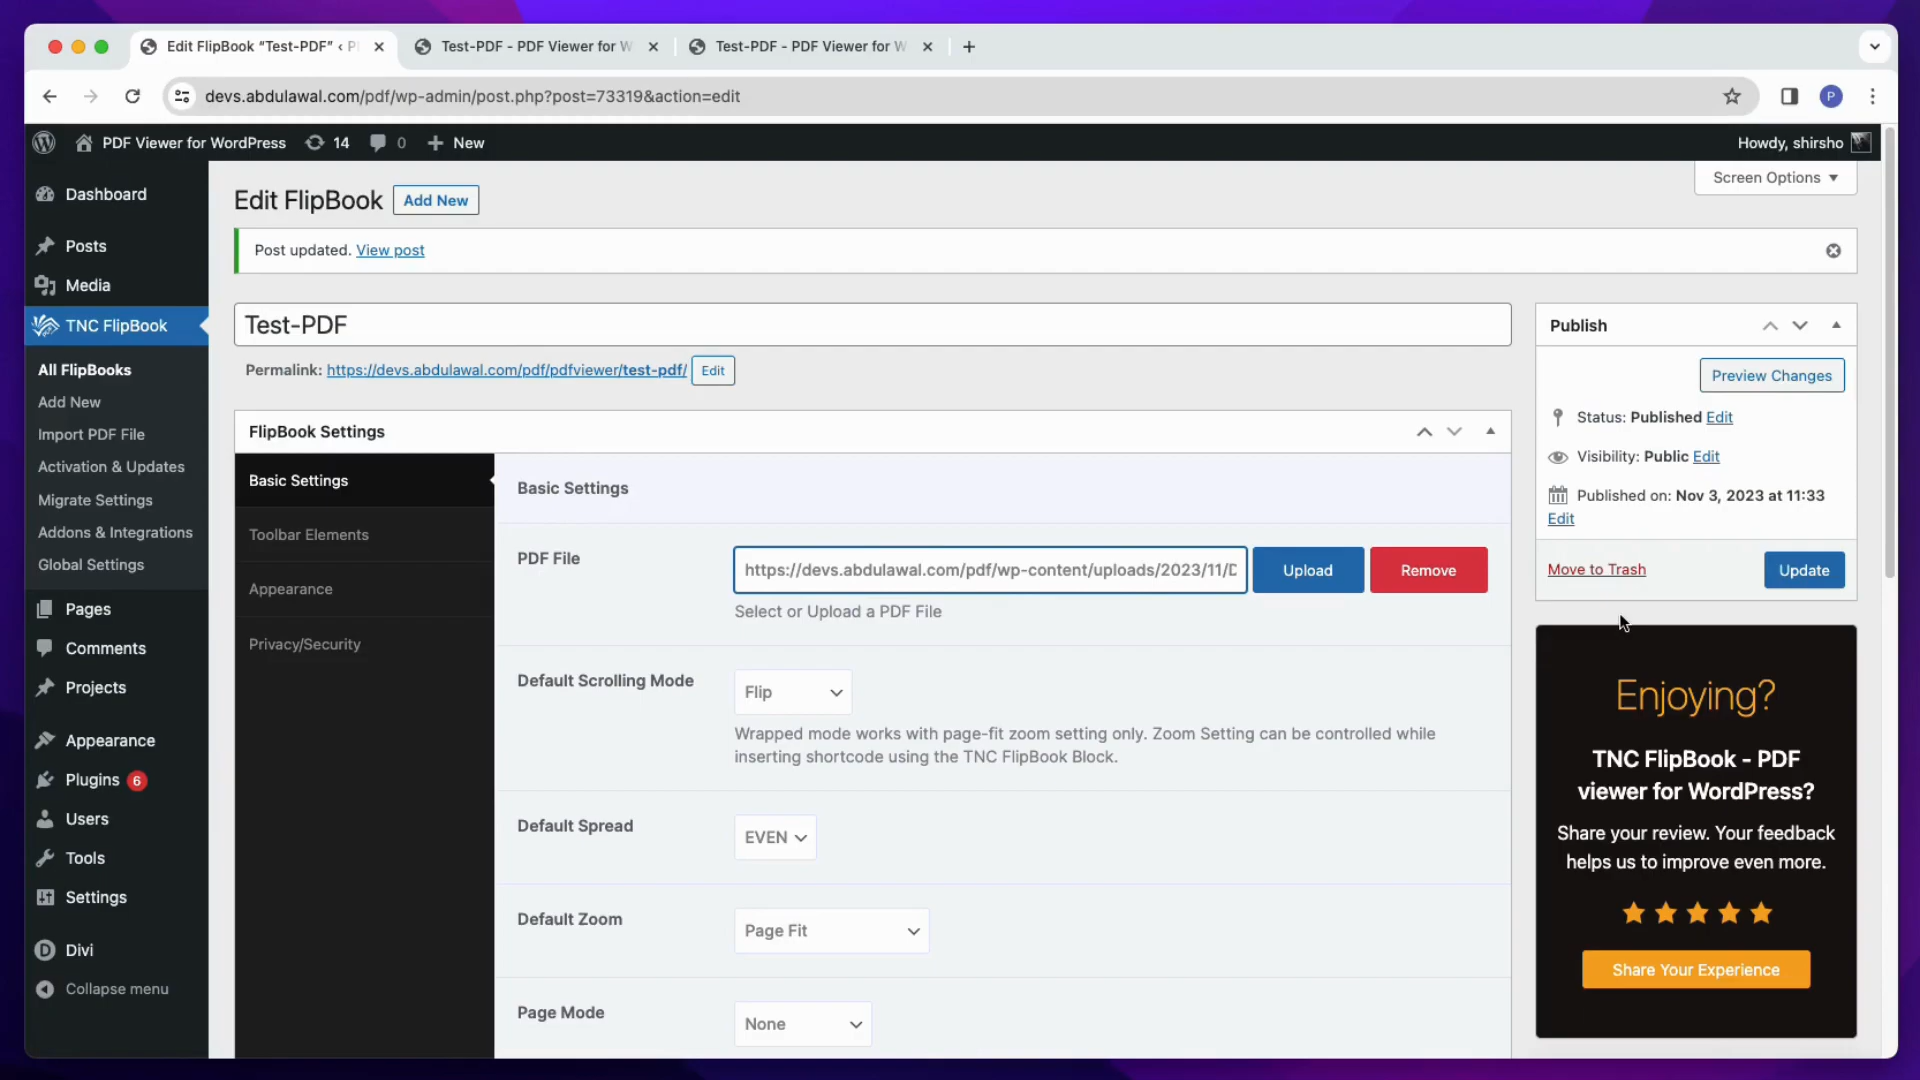 Edit FlipBook “Test-PDF” ‹ P
Test-PDF - PDF Viewer for W
Test-PDF - PDF Viewer for W
devs.abdulawal.com/pdf/wp-admin/post.php?post=73319&action=edit
P
PDF Viewer for WordPress
14
0
New
Howdy, shirsho
Dashboard
Posts
Media
TNC FlipBook
All FlipBooks
Add New
Import PDF File
Activation & Updates
Migrate Settings
Addons & Integrations
Global Settings
Pages
Comments
Projects
Appearance
Plugins 6
Users
Tools
Settings
Divi
Collapse menu
Screen Options
Edit FlipBook
Add New
Post updated. View post
Test-PDF
Permalink: https://devs.abdulawal.com/pdf/pdfviewer/test-pdf/ Edit
FlipBook Settings
Basic Settings
Toolbar Elements
Appearance
Privacy/Security
Basic Settings
PDF File
https://devs.abdulawal.com/pdf/wp-content/uploads/2023/11/D
Upload
Remove
Select or Upload a PDF File
Default Scrolling Mode
Flip
Wrapped mode works with page-fit zoom setting only. Zoom Setting can be controlled while
inserting shortcode using the TNC FlipBook Block.
Default Spread
EVEN
Default Zoom
Page Fit
Page Mode
None
Publish
Preview Changes
Status: Published Edit
Visibility: Public Edit
Published on: Nov 3, 2023 at 11:33
Edit
Move to Trash
Update
Enjoying?
TNC FlipBook - PDF
viewer for WordPress?
Share your review. Your feedback
helps us to improve even more.
Share Your Experience